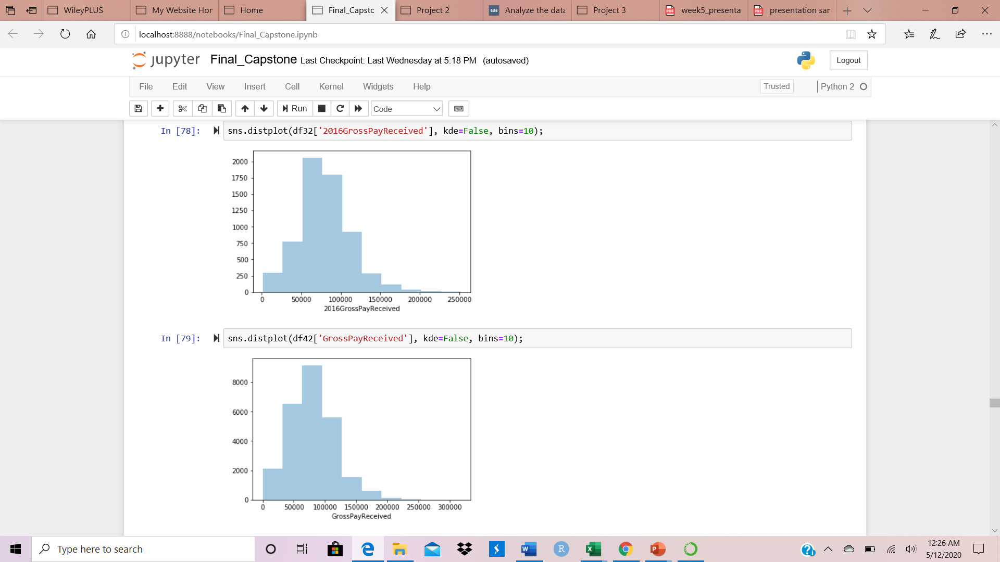 WileyPLUS
My Website Hor
Home
Final_Capstc
Project 2
tds Analyze the data
Project 3
PDF week5_presenta
PDF presentation san
localhost:8888/notebooks/Final_Capstone.ipynb
jupyter Final_Capstone Last Checkpoint: Last Wednesday at 5:18 PM (autosaved)
Logout
File Edit View Insert Cell Kernel Widgets Help
Trusted
Python 2
Run
Code
In [78]: sns.distplot(df32['2016GrossPayReceived'], kde=False, bins=10);
2000
1750
1500
1250
1000
750
500
250
0
0 50000 100000 150000 200000 250000
2016GrossPayReceived
In [79]: sns.distplot(df42['GrossPayReceived'], kde=False, bins=10);
8000
6000
4000
2000
0
0 50000 100000 150000 200000 250000 300000
GrossPayReceived
Type here to search
12:26 AM
5/12/2020